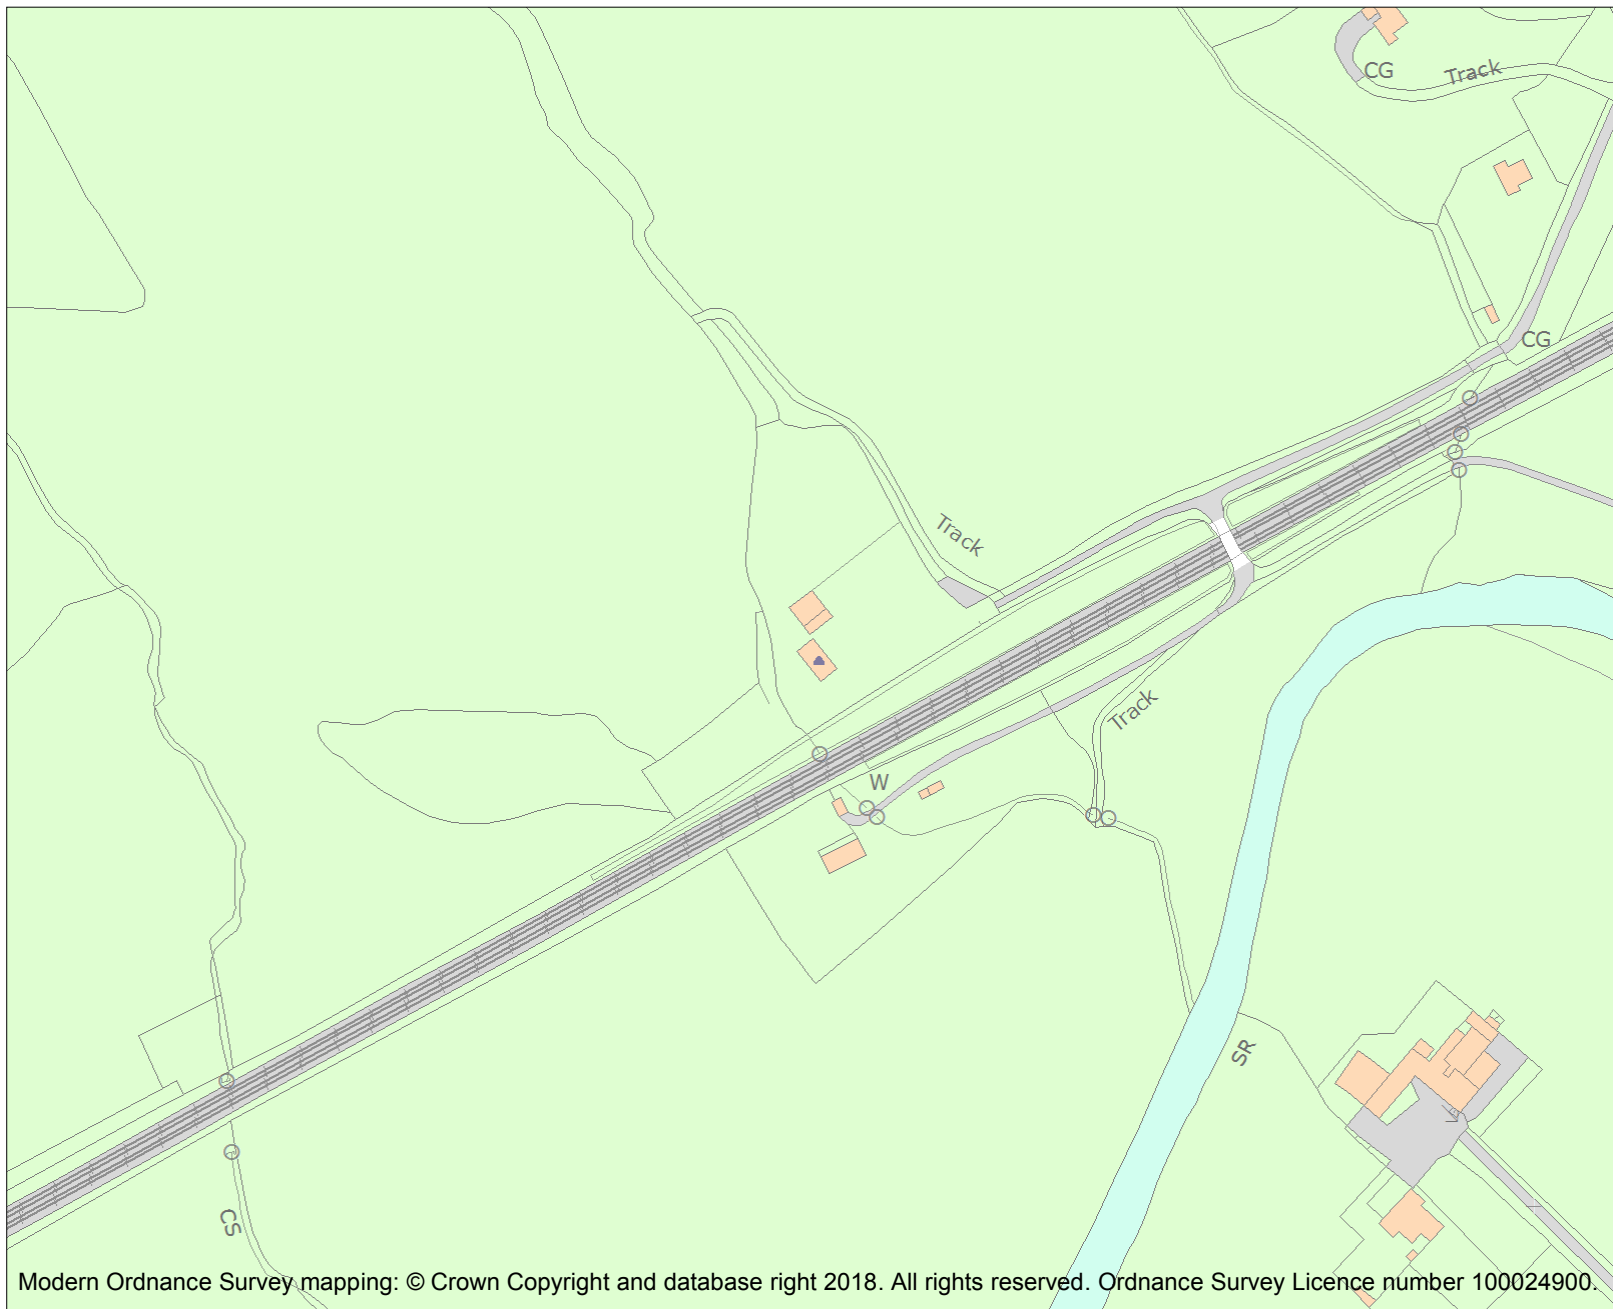 CG
Track
CG
Track
Track
W
SR
CS
Modern Ordnance Survey mapping: © Crown Copyright and database right 2018. All rights reserved. Ordnance Survey Licence number 100024900.